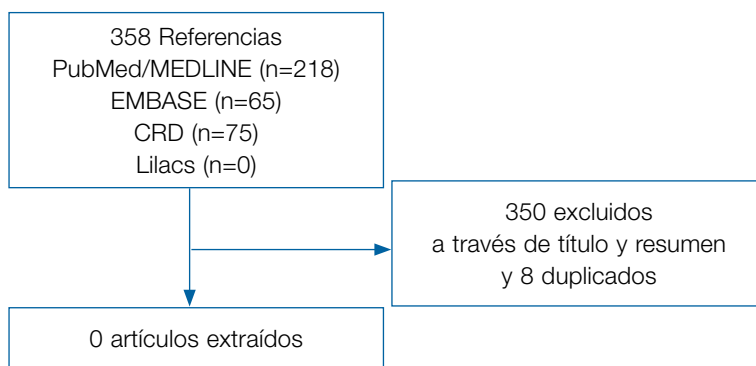 358 Referencias
PubMed/MEDLINE (n=218)
EMBASE (n=65)
CRD (n=75)
Lilacs (n=0)
350 excluidos
a través de título y resumen
y 8 duplicados
0 artículos extraídos